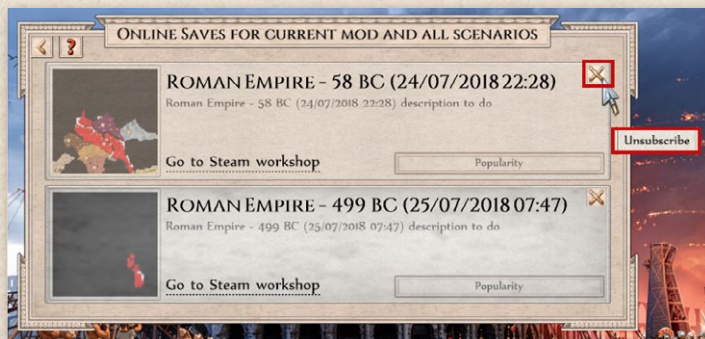 Online Saves for current mod and all scenarios
?
Roman Empire - 58 BC (24/07/2018 22:28)
Roman Empire - 58 BC (24/07/2018 22:28) description to do
Unsubscribe
Go to Steam workshop
Popularity
Roman Empire - 499 BC (25/07/2018 07:47)
Roman Empire - 499 BC (25/07/2018 07:47) description to do
Go to Steam workshop
Popularity